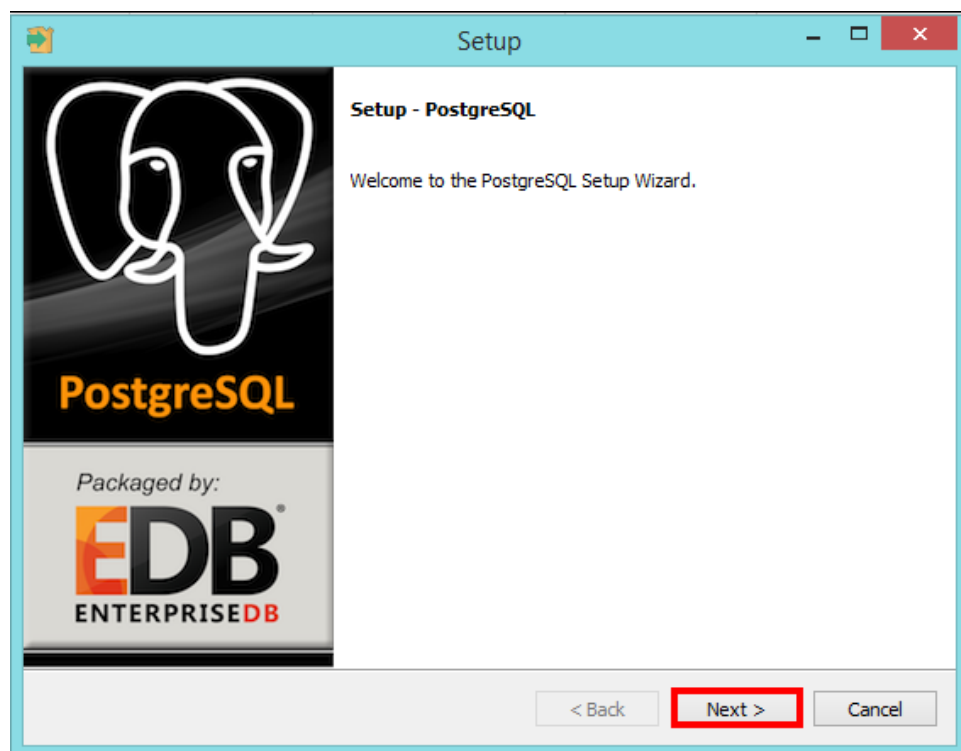 Setup
Setup - PostgreSQL
Welcome to the PostgreSQL Setup Wizard.
PostgreSQL
Packaged by:
EDB®
ENTERPRISEDB
< Back
Next >
Cancel